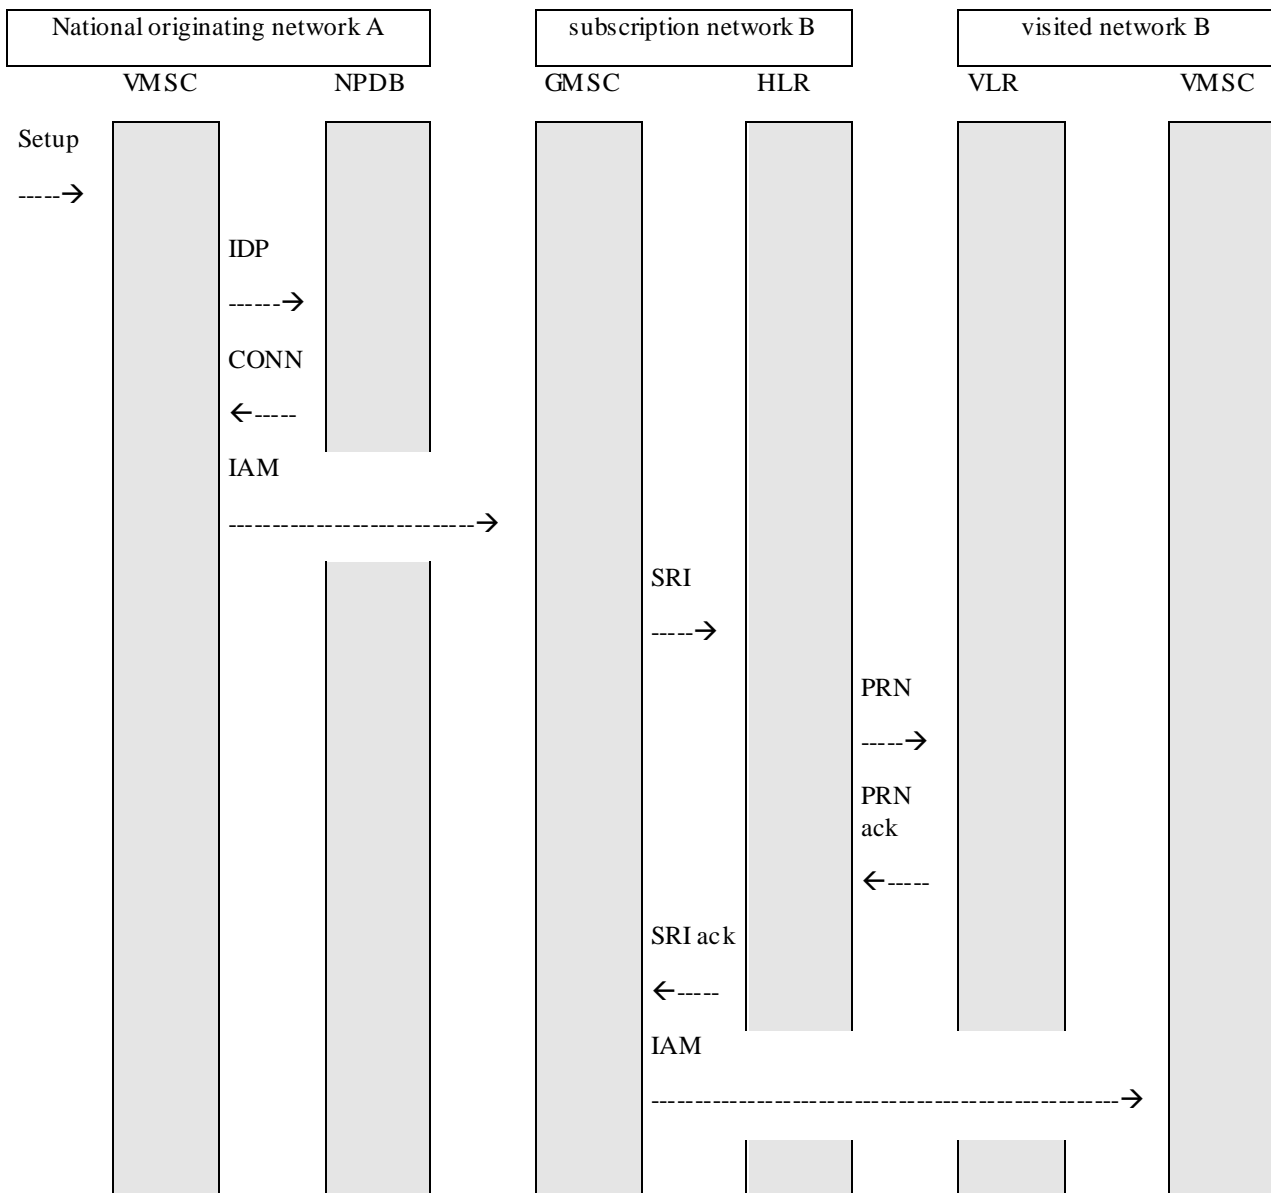 National originating network A
subscription network B
visited network B
VMSC NPDB GMSC HLR VLR VMSC
Setup
-----→
IDP
------→
CONN
←-----
IAM
----------------------------→
SRI
-----→
PRN
-----→
PRN
ack
←-----
SRI ack
←-----
IAM
-----------------------------------------------------→